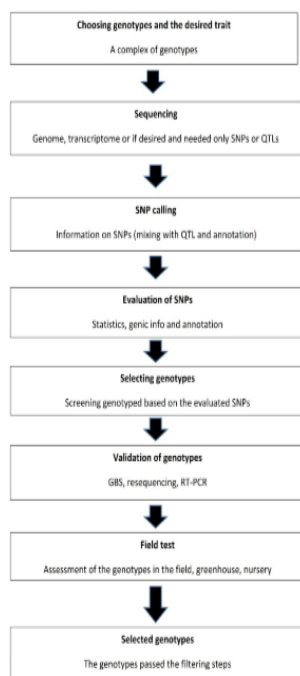 Choosing genotypes and the desired trait
A complex of genotypes
Sequencing
Genome, transcriptome or if desired and needed only SNPs or QTLs
SNP calling
Information on SNPs (mixing with QTL and annotation)
Evaluation of SNPs
Statistics, genic info and annotation
Selecting genotypes
Screening genotyped based on the evaluated SNPs
Validation of genotypes
GBS, resequencing, RT-PCR
Field test
Assessment of the genotypes in the field, greenhouse, nursery
Selected genotypes
The genotypes passed the filtering steps